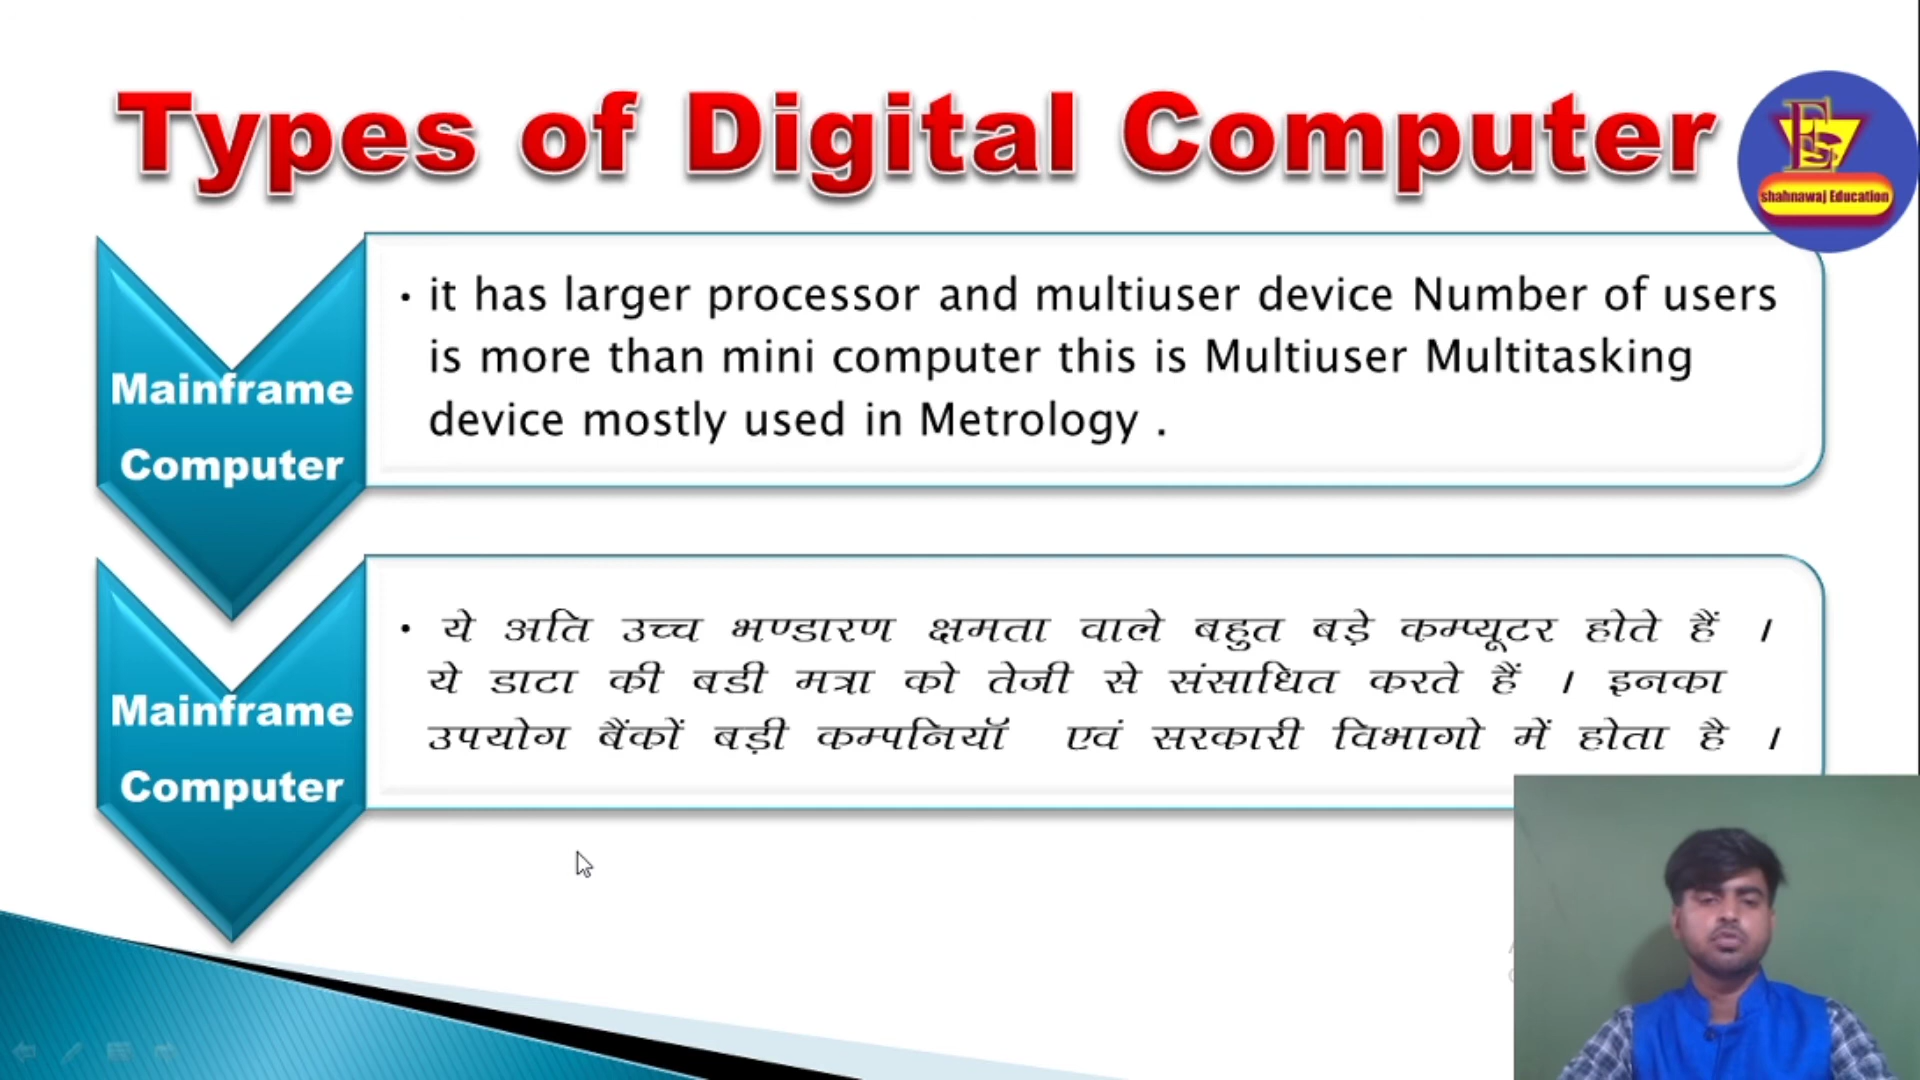 Types of Digital Computer
shahnawaj Education
Mainframe
Computer
• it has larger processor and multiuser device Number of users
is more than mini computer this is Multiuser Multitasking
device mostly used in Metrology .
Mainframe
Computer
• ये अति उच्च भण्डारण क्षमता वाले बहुत बड़े कम्प्यूटर होते हैं ।
ये डाटा की बडी मत्रा को तेजी से संसाधित करते हैं । इनका
उपयोग बैंकों बड़ी कम्पनियॉ एवं सरकारी विभागो में होता है ।